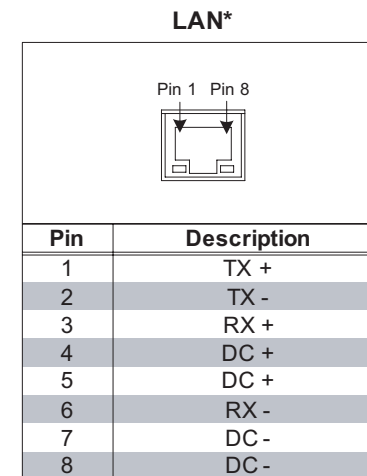 LAN*
Pin 1 Pin 8
Pin Description
1 TX +
2 TX -
3 RX +
4 DC +
5 DC +
6 RX -
7 DC -
8 DC -